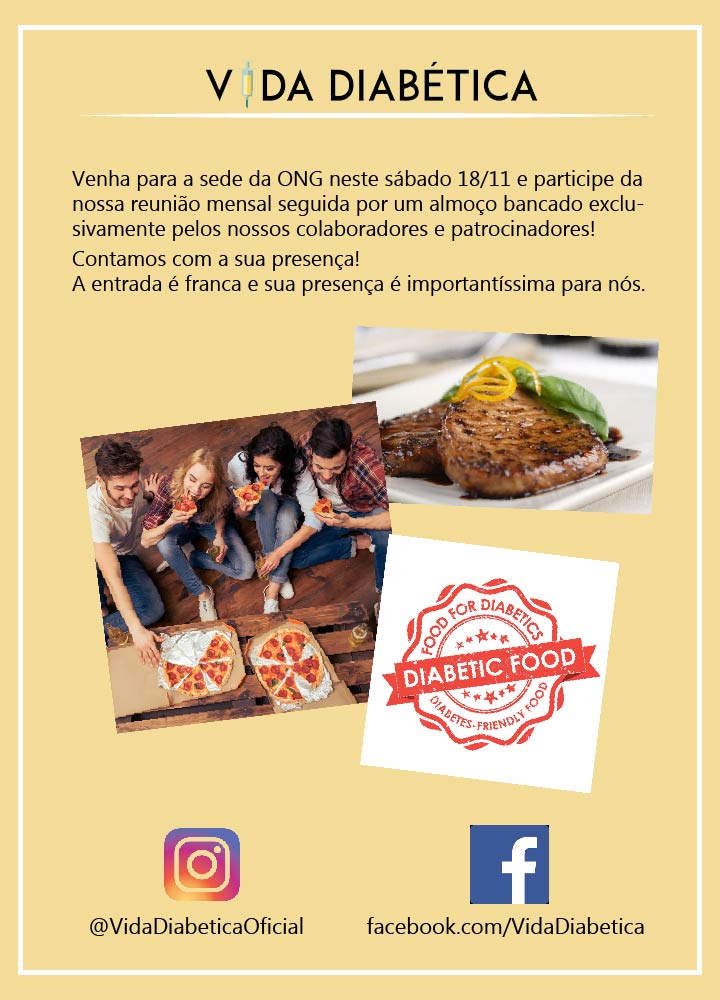 VIDA DIABÉTICA
Venha para a sede da ONG neste sábado 18/11 e participe da
nossa reunião mensal seguida por um almoço bancado exclu-
sivamente pelos nossos colaboradores e patrocinadores!
Contamos com a sua presença!
A entrada é franca e sua presença é importantíssima para nós.
FOOD FOR DIABETICS
DIABETIC FOOD
DIABETES-FRIENDLY FOOD
@VidaDiabeticaOficial
facebook.com/VidaDiabetica